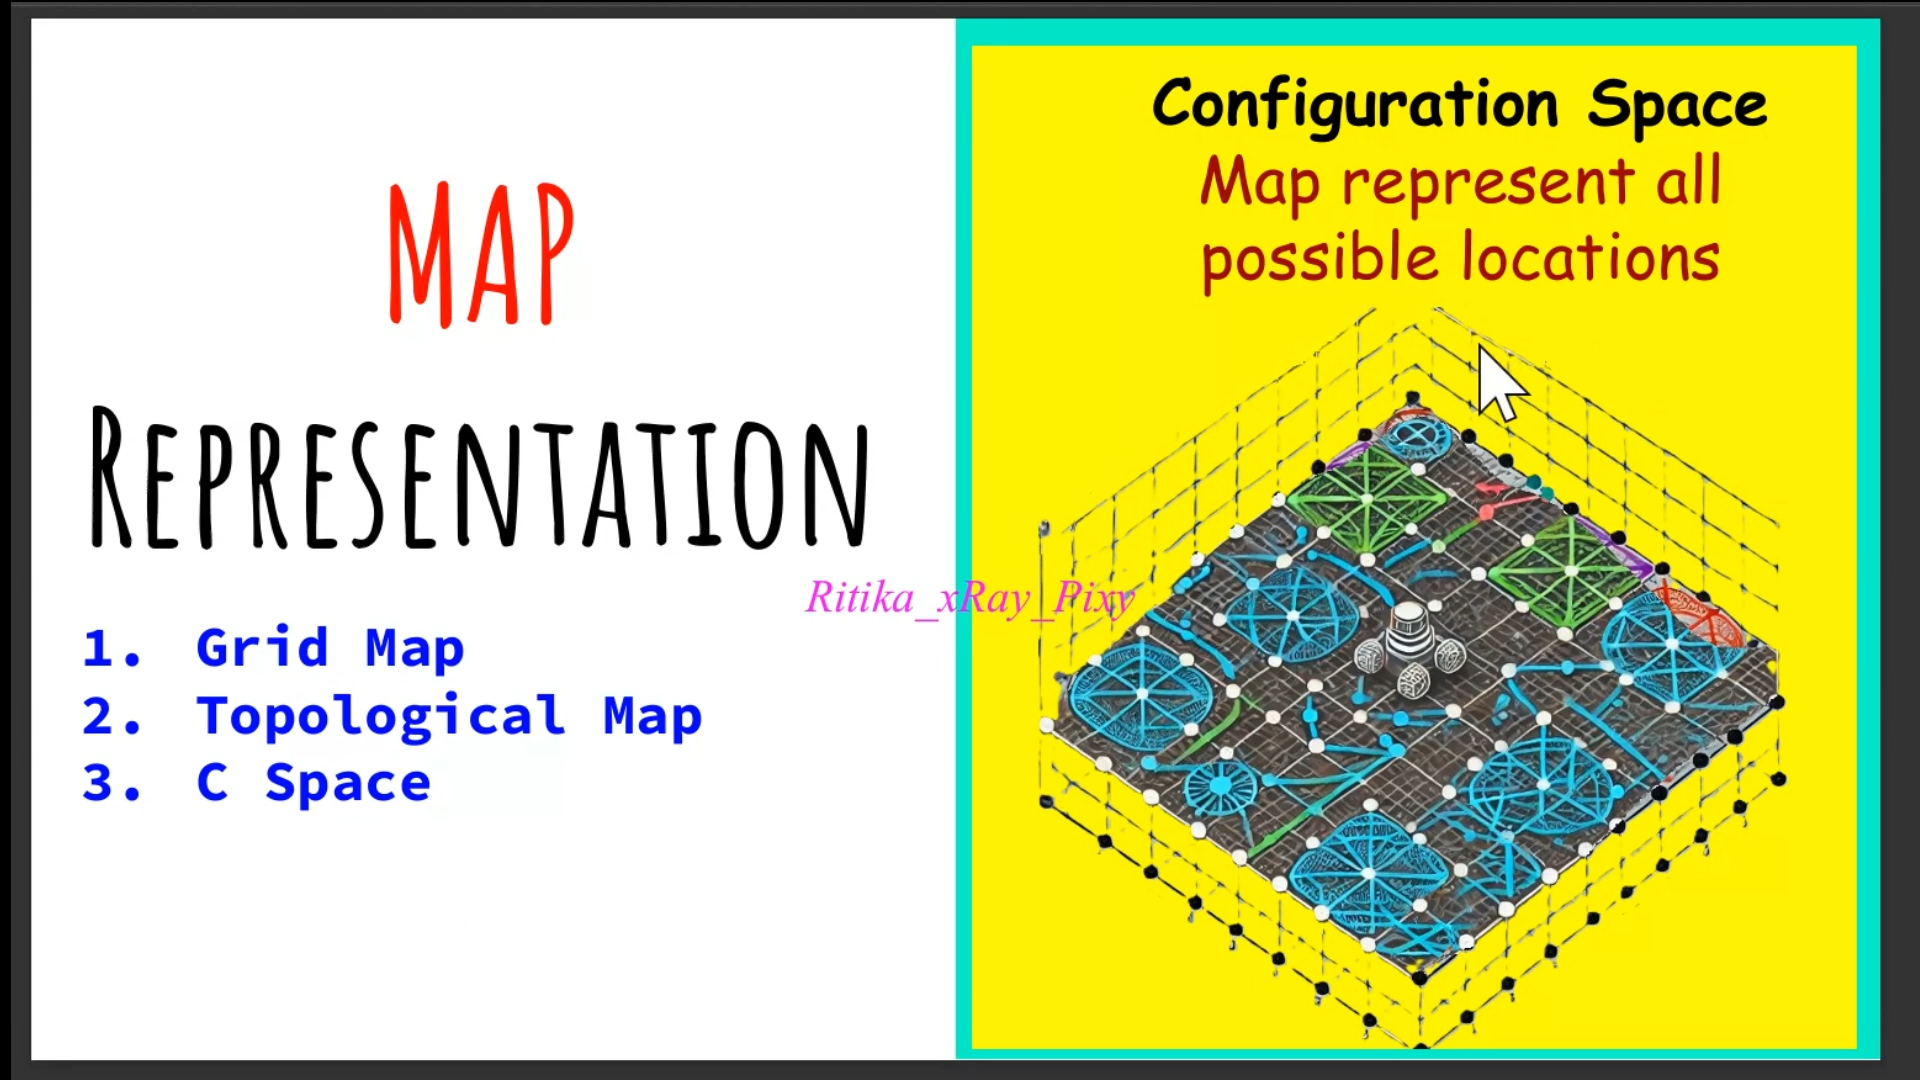 MAP
REPRESENTATION
1. Grid Map
2. Topological Map
3. C Space
Configuration Space
Map represent all
possible locations
Ritika_xRay_Pixy